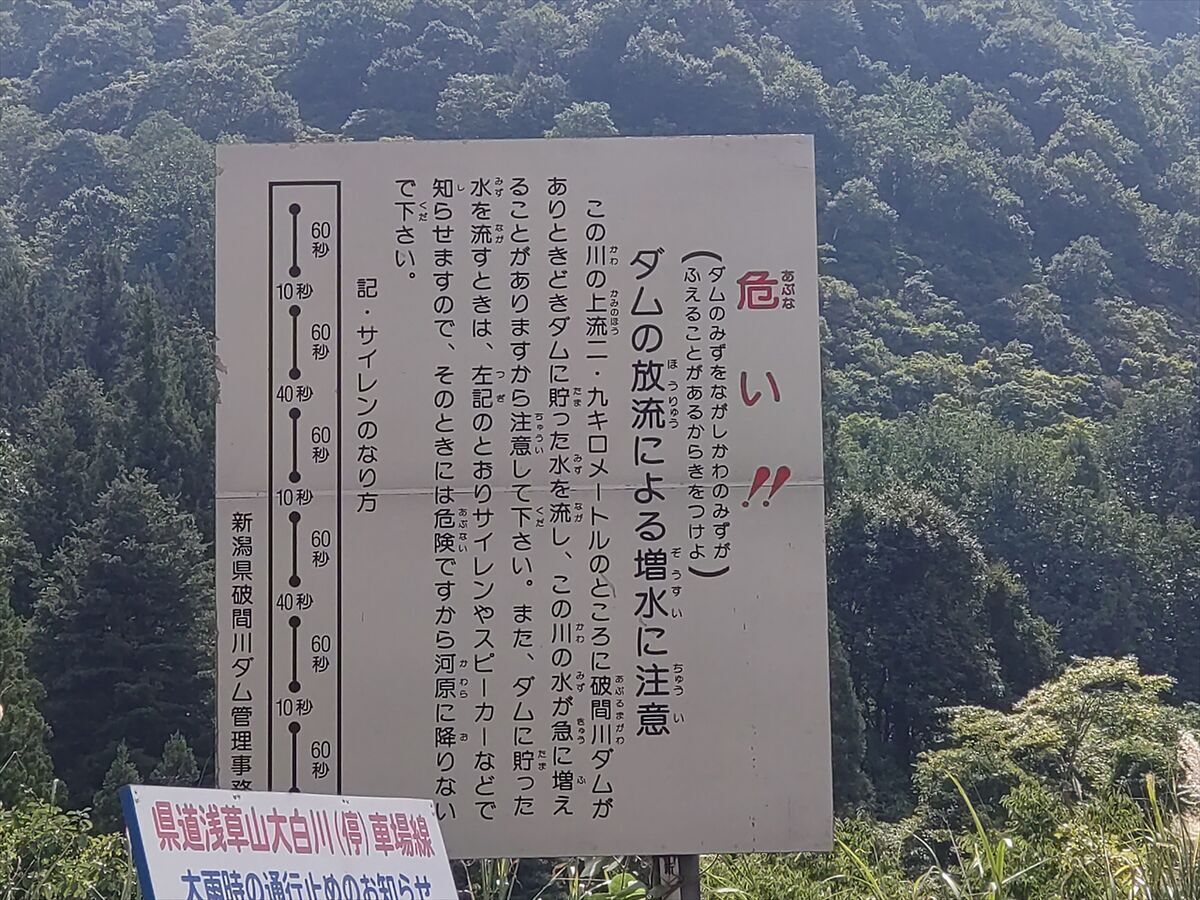 危い!!
(ダムのみずをながしかわのみずが
ふえることがあるからきをつけよ)
ダムの放流による増水に注意
この川の上流二・九キロメートルのところに破間川ダムが
ありときどきダムに貯った水を流し、この川の水が急に増え
ることがありますから注意して下さい。また、ダムに貯った
水を流すときは、左記のとおりサイレンやスピーカーなどで
知らせますので、そのときには危険ですから河原に降りない
で下さい。
記・サイレンのなり方
60秒
10秒
60秒
40秒
60秒
10秒
60秒
40秒
60秒
10秒
60秒
新潟県破間川ダム管理事務
県道浅草山大白川(停)車場線
大雨時の通行止めのお知らせ